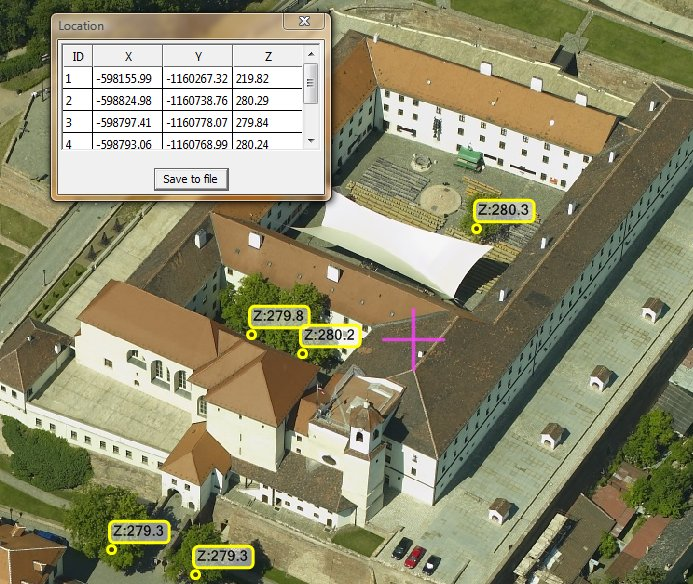 Location
ID X Y Z
1 -598155.99 -1160267.32 219.82
2 -598824.98 -1160738.76 280.29
3 -598797.41 -1160778.07 279.84
4 -598793.06 -1160768.99 280.24
Save to file
Z:280.3
Z:279.8
Z:280.2
Z:279.3
Z:279.3